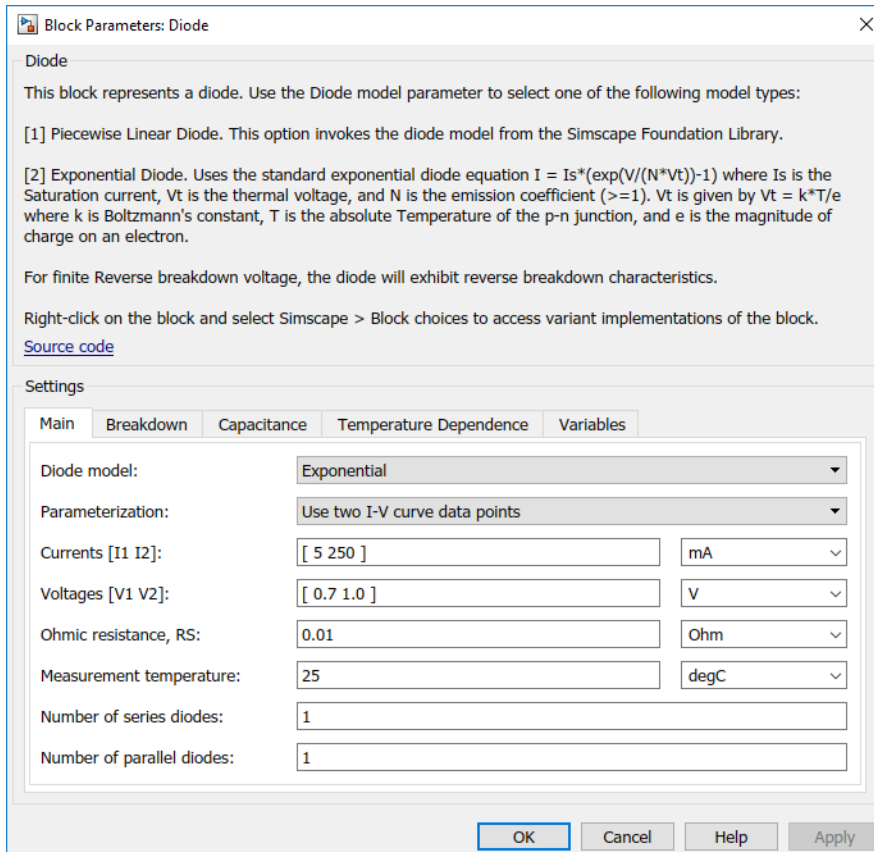 Block Parameters: Diode
Diode
This block represents a diode. Use the Diode model parameter to select one of the following model types:
[1] Piecewise Linear Diode. This option invokes the diode model from the Simscape Foundation Library.
[2] Exponential Diode. Uses the standard exponential diode equation I = Is*(exp(V/(N*Vt))-1) where Is is the
Saturation current, Vt is the thermal voltage, and N is the emission coefficient (>=1). Vt is given by Vt = k*T/e
where k is Boltzmann's constant, T is the absolute Temperature of the p-n junction, and e is the magnitude of
charge on an electron.
For finite Reverse breakdown voltage, the diode will exhibit reverse breakdown characteristics.
Right-click on the block and select Simscape > Block choices to access variant implementations of the block.
Source code
Settings
Main Breakdown Capacitance Temperature Dependence Variables
Diode model: Exponential
Parameterization: Use two I-V curve data points
Currents [I1 I2]: [ 5 250 ] mA
Voltages [V1 V2]: [ 0.7 1.0 ] V
Ohmic resistance, RS: 0.01 Ohm
Measurement temperature: 25 degC
Number of series diodes: 1
Number of parallel diodes: 1
OK Cancel Help Apply